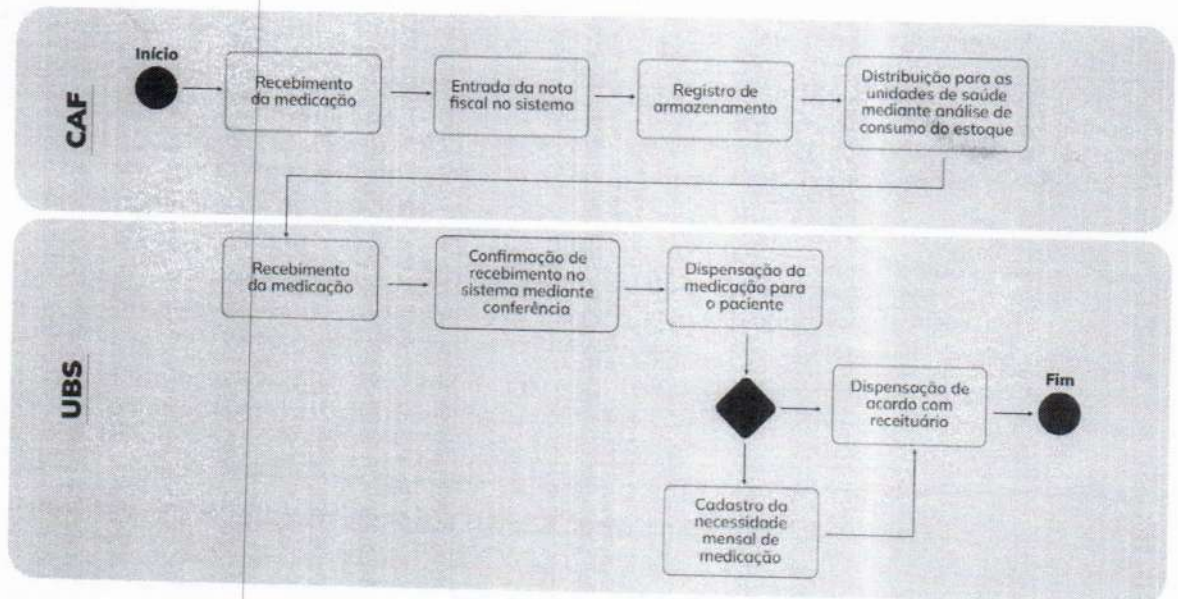 CAF
Início
Recebimento
da medicação
Entrada da nota
fiscal no sistema
Registro de
armazenamento
Distribuição para as
unidades de saúde
mediante análise de
consumo do estoque
UBS
Recebimento
da medicação
Confirmação de
recebimento no
sistema mediante
conferência
Dispensação da
medicação para
o paciente
Dispensação de
acordo com
receituário
Fim
Cadastro da
necessidade
mensal de
medicação